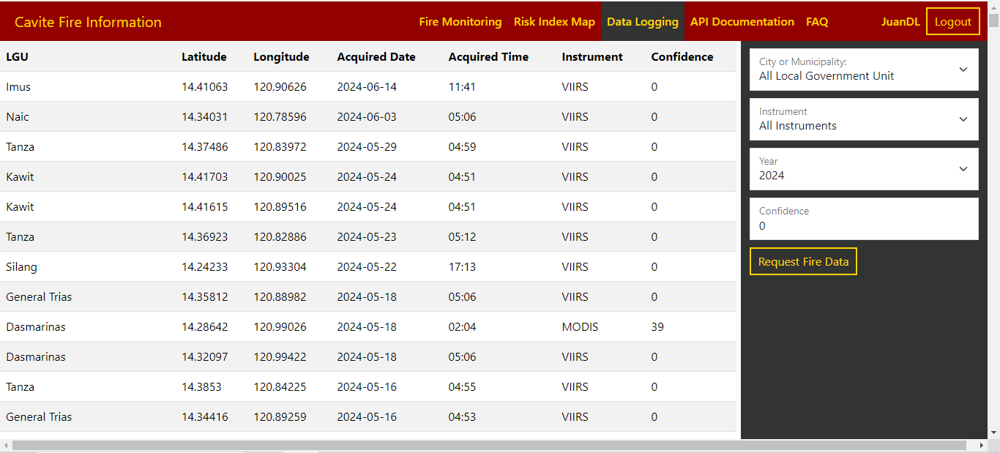 Cavite Fire Information Fire Monitoring Risk Index Map Data Logging API Documentation FAQ JuanDL Logout
LGU Latitude Longitude Acquired Date Acquired Time Instrument Confidence
Imus 14.41063 120.90626 2024-06-14 11:41 VIIRS 0
Naic 14.34031 120.78596 2024-06-03 05:06 VIIRS 0
Tanza 14.37486 120.83972 2024-05-29 04:59 VIIRS 0
Kawit 14.41703 120.90025 2024-05-24 04:51 VIIRS 0
Kawit 14.41615 120.89516 2024-05-24 04:51 VIIRS 0
Tanza 14.36923 120.82886 2024-05-23 05:12 VIIRS 0
Silang 14.24233 120.93304 2024-05-22 17:13 VIIRS 0
General Trias 14.35812 120.88982 2024-05-18 05:06 VIIRS 0
Dasmarinas 14.28642 120.99026 2024-05-18 02:04 MODIS 39
Dasmarinas 14.32097 120.99422 2024-05-18 05:06 VIIRS 0
Tanza 14.3853 120.84225 2024-05-16 04:55 VIIRS 0
General Trias 14.34416 120.89259 2024-05-16 04:53 VIIRS 0
City or Municipality:
All Local Government Unit
Instrument
All Instruments
Year
2024
Confidence
0
Request Fire Data